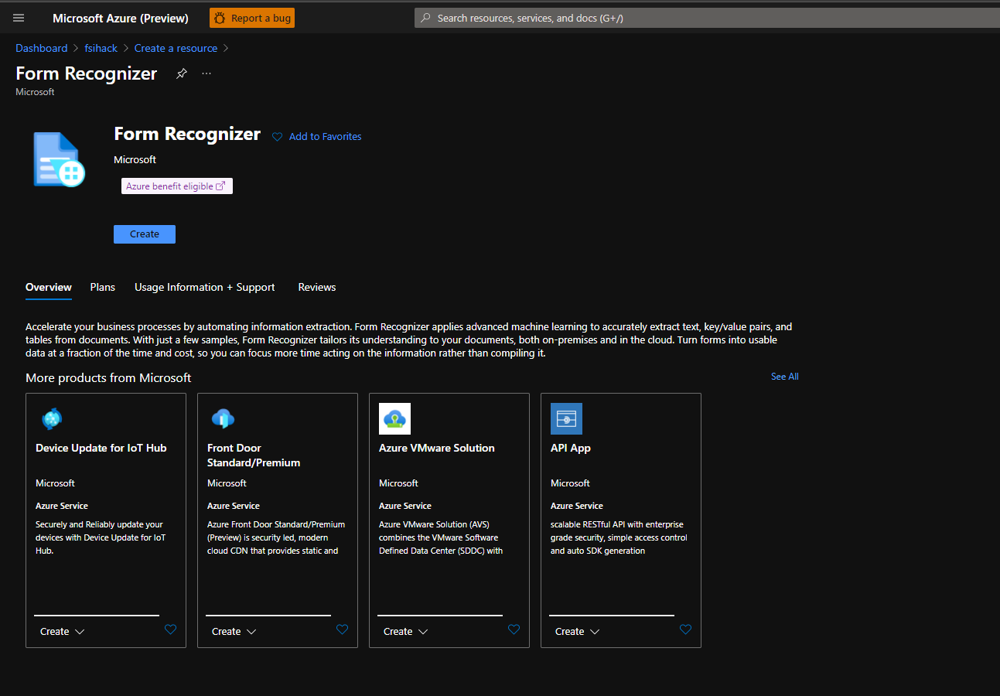 Microsoft Azure (Preview)
Report a bug
Search resources, services, and docs (G+/)
Dashboard > fsihack > Create a resource >
Form Recognizer
Microsoft
Form Recognizer
Add to Favorites
Microsoft
Azure benefit eligible
Create
Overview Plans Usage Information + Support Reviews
Accelerate your business processes by automating information extraction. Form Recognizer applies advanced machine learning to accurately extract text, key/value pairs, and
tables from documents. With just a few samples, Form Recognizer tailors its understanding to your documents, both on-premises and in the cloud. Turn forms into usable
data at a fraction of the time and cost, so you can focus more time acting on the information rather than compiling it.
More products from Microsoft
See All
Device Update for IoT Hub
Microsoft
Azure Service
Securely and Reliably update your
devices with Device Update for IoT
Hub.
Create
Front Door
Standard/Premium
Microsoft
Azure Service
Azure Front Door Standard/Premium
(Preview) is security led, modern
cloud CDN that provides static and
Create
Azure VMware Solution
Microsoft
Azure Service
Azure VMware Solution (AVS)
combines the VMware Software
Defined Data Center (SDDC) with
Create
API App
Microsoft
Azure Service
scalable RESTful API with enterprise
grade security, simple access control
and auto SDK generation
Create